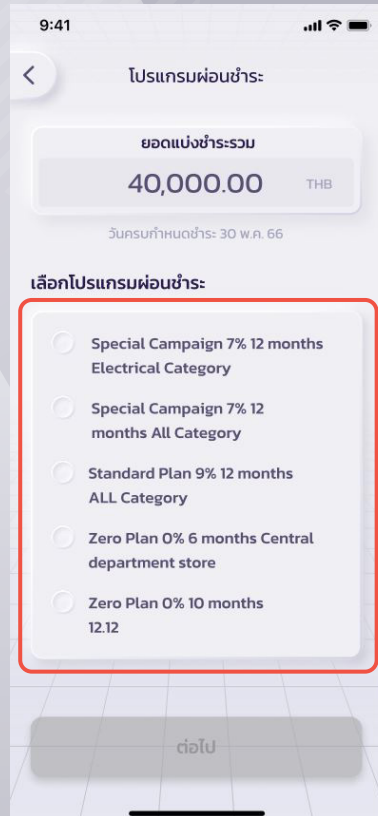 9:41
โปรแกรมผ่อนชำระ
ยอดแบ่งชำระรวม
40,000.00 THB
วันครบกำหนดชำระ 30 พ.ค. 66
เลือกโปรแกรมผ่อนชำระ
Special Campaign 7% 12 months
Electrical Category
Special Campaign 7% 12
months All Category
Standard Plan 9% 12 months
ALL Category
Zero Plan 0% 6 months Central
department store
Zero Plan 0% 10 months
12.12
ต่อไป